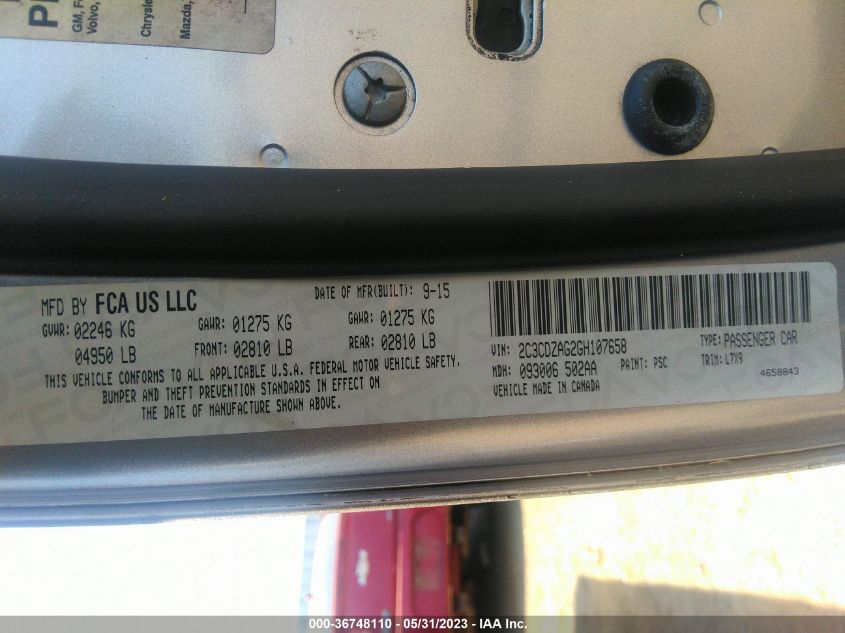 GM, F
Volvo,
Chrysle
Mazda,
MFD BY FCA US LLC
DATE OF MFR(BUILT): 9-15
GVWR: 02246 KG GAWR: 01275 KG GAWR: 01275 KG
04950 LB FRONT: 02810 LB REAR: 02810 LB
THIS VEHICLE CONFORMS TO ALL APPLICABLE U.S.A. FEDERAL MOTOR VEHICLE SAFETY,
BUMPER AND THEFT PREVENTION STANDARDS IN EFFECT ON
THE DATE OF MANUFACTURE SHOWN ABOVE.
VIN: 2C3CDZAG2GH107658 TYPE: PASSENGER CAR
MDH: 093006 502AA PAINT: PSC TRIM: L7X9
VEHICLE MADE IN CANADA 4658843
000-36748110 - 05/31/2023 - IAA Inc.